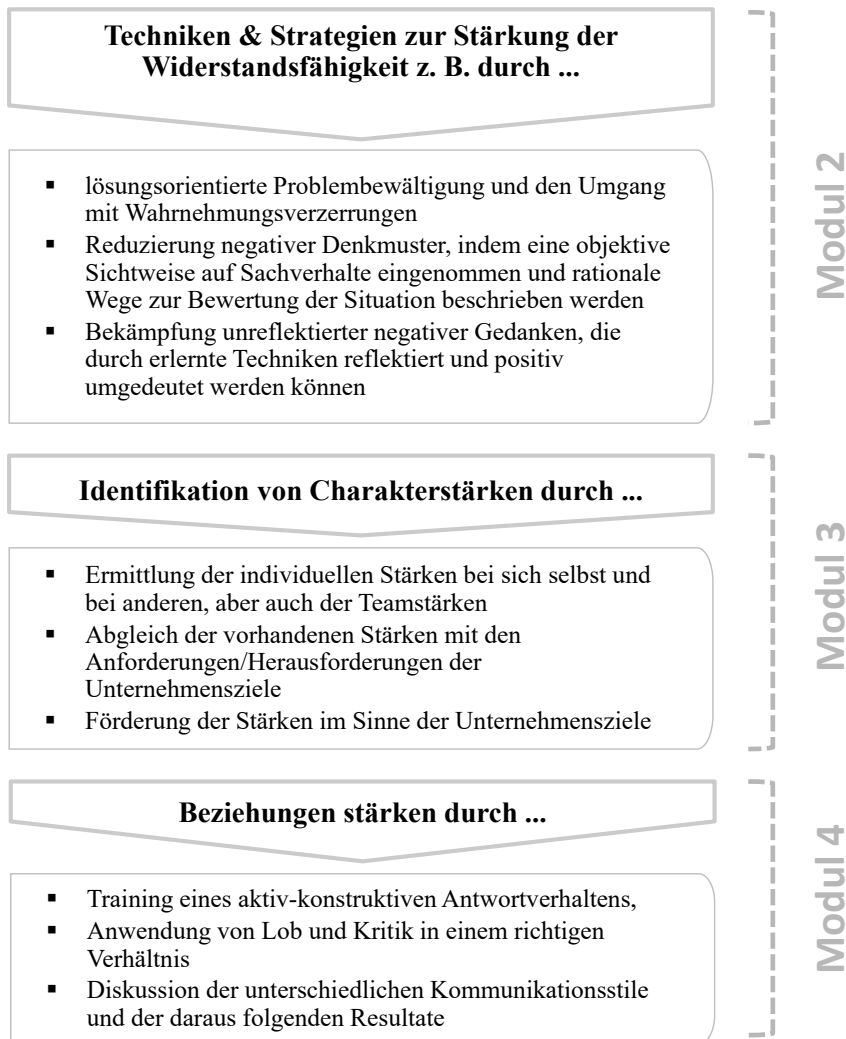 Techniken & Strategien zur Stärkung der
Widerstandsfähigkeit z. B. durch ...
▪ lösungsorientierte Problembewältigung und den Umgang
mit Wahrnehmungsverzerrungen
▪ Reduzierung negativer Denkmuster, indem eine objektive
Sichtweise auf Sachverhalte eingenommen und rationale
Wege zur Bewertung der Situation beschrieben werden
▪ Bekämpfung unreflektierter negativer Gedanken, die
durch erlernte Techniken reflektiert und positiv
umgedeutet werden können
Modul 2
Identifikation von Charakterstärken durch ...
▪ Ermittlung der individuellen Stärken bei sich selbst und
bei anderen, aber auch der Teamstärken
▪ Abgleich der vorhandenen Stärken mit den
Anforderungen/Herausforderungen der
Unternehmensziele
▪ Förderung der Stärken im Sinne der Unternehmensziele
Modul 3
Beziehungen stärken durch ...
▪ Training eines aktiv-konstruktiven Antwortverhaltens,
▪ Anwendung von Lob und Kritik in einem richtigen
Verhältnis
▪ Diskussion der unterschiedlichen Kommunikationsstile
und der daraus folgenden Resultate
Modul 4